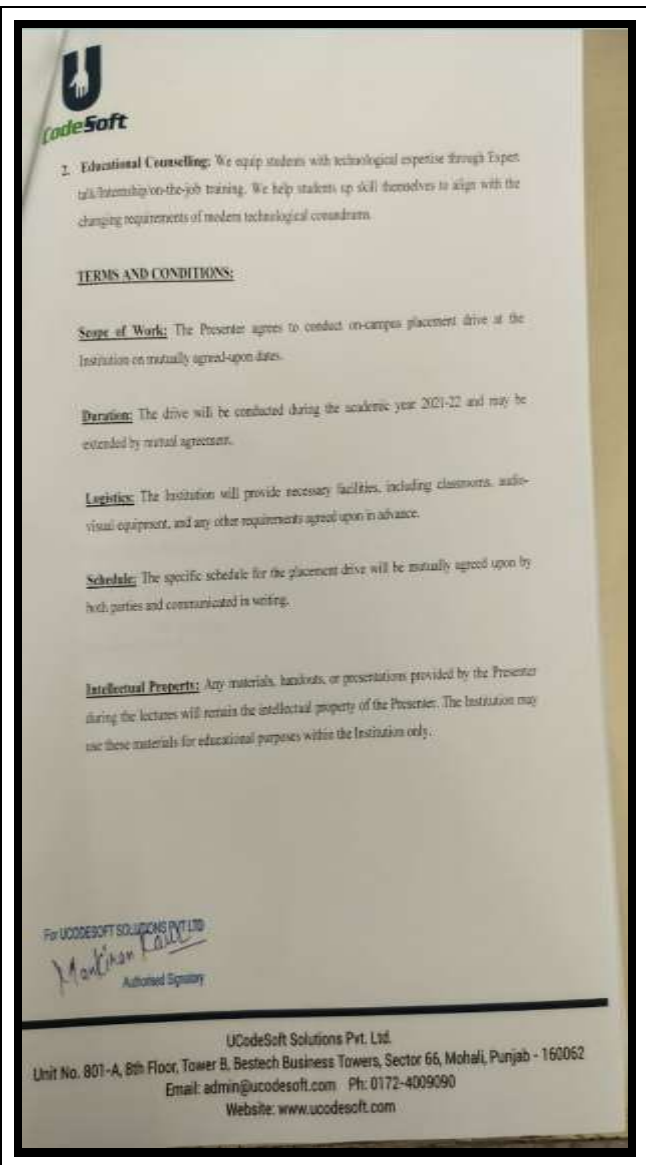 U
CodeSoft
2. Educational Counselling: We equip students with technological expertise through Expert
talk/Internship/on-the-job training. We help students up skill themselves to align with the
changing requirements of modern technological conundrum.
TERMS AND CONDITIONS:
Scope of Work: The Presenter agrees to conduct on-campus placement drive at the
Institution on mutually agreed-upon dates.
Duration: The drive will be conducted during the academic year 2021-22 and may be
extended by mutual agreement.
Logistics: The Institution will provide necessary facilities, including classrooms, audio-
visual equipment, and any other requirements agreed upon in advance.
Schedule: The specific schedule for the placement drive will be mutually agreed upon by
both parties and communicated in writing.
Intellectual Property: Any materials, handouts, or presentations provided by the Presenter
during the lectures will remain the intellectual property of the Presenter. The Institution may
use these materials for educational purposes within the Institution only.
For UCODESOFT SOLUTIONS PVT LTD
Kaur
Authorised Signatory
UCodeSoft Solutions Pvt. Ltd.
Unit No. 801-A, 8th Floor, Tower B, Bestech Business Towers, Sector 66, Mohali, Punjab - 160062
Email: admin@ucodesoft.com Ph: 0172-4009090
Website: www.ucodesoft.com